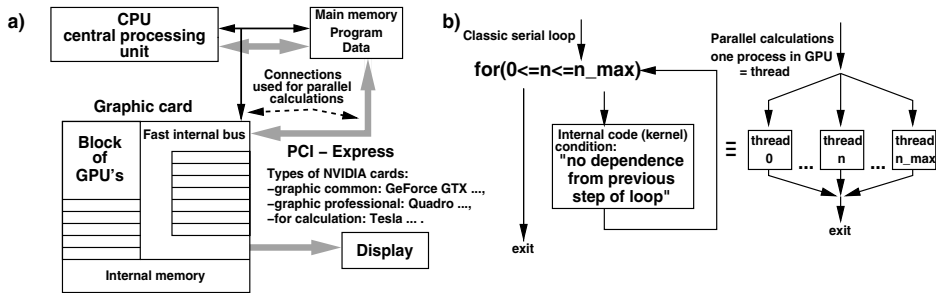 a)
CPU
central processing
unit
Main memory
Program
Data
Connections
used for parallel
calculations
Graphic card
Block
of
GPU's
Fast internal bus
PCI – Express
Types of NVIDIA cards:
–graphic common: GeForce GTX ...,
–graphic professional: Quadro ...,
–for calculation: Tesla ... .
Display
Internal memory
b)
Classic serial loop
for(0<=n<=n_max)
Internal code (kernel)
condition:
"no dependence
from previous
step of loop"
exit
≡
Parallel calculations
one process in GPU
= thread
thread
0
...
thread
n
...
thread
n_max
exit